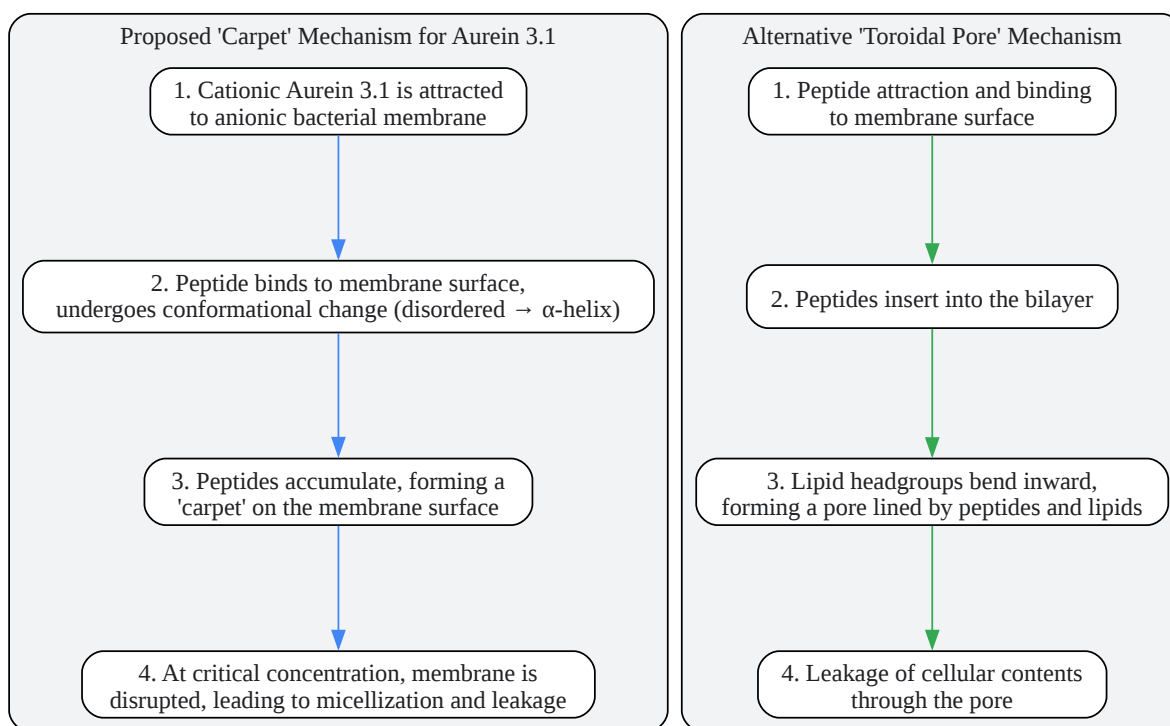 Proposed 'Carpet' Mechanism for Aurein 3.1
1. Cationic Aurein 3.1 is attracted
to anionic bacterial membrane
2. Peptide binds to membrane surface,
undergoes conformational change (disordered → α-helix)
3. Peptides accumulate, forming a
'carpet' on the membrane surface
4. At critical concentration, membrane is
disrupted, leading to micellization and leakage
Alternative 'Toroidal Pore' Mechanism
1. Peptide attraction and binding
to membrane surface
2. Peptides insert into the bilayer
3. Lipid headgroups bend inward,
forming a pore lined by peptides and lipids
4. Leakage of cellular contents
through the pore